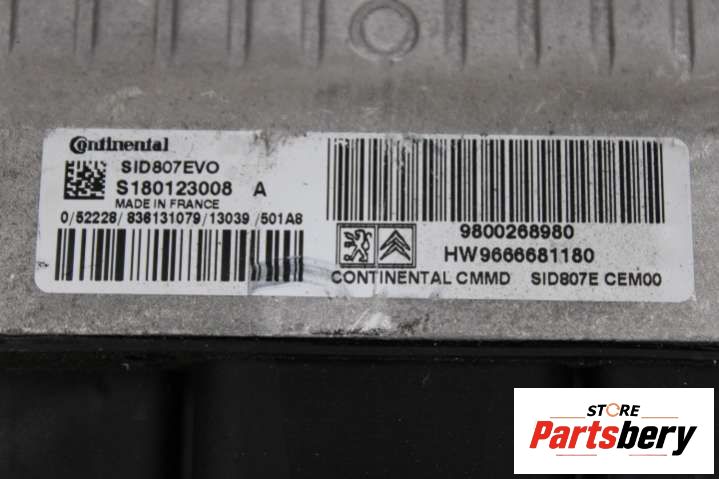 Continental
SID807EVO
S180123008 A
MADE IN FRANCE
0/52228/836131079/13039/501A8
9800268980
HW9666681180
CONTINENTAL CMMD SID807E CEM00
STORE
Partsbery